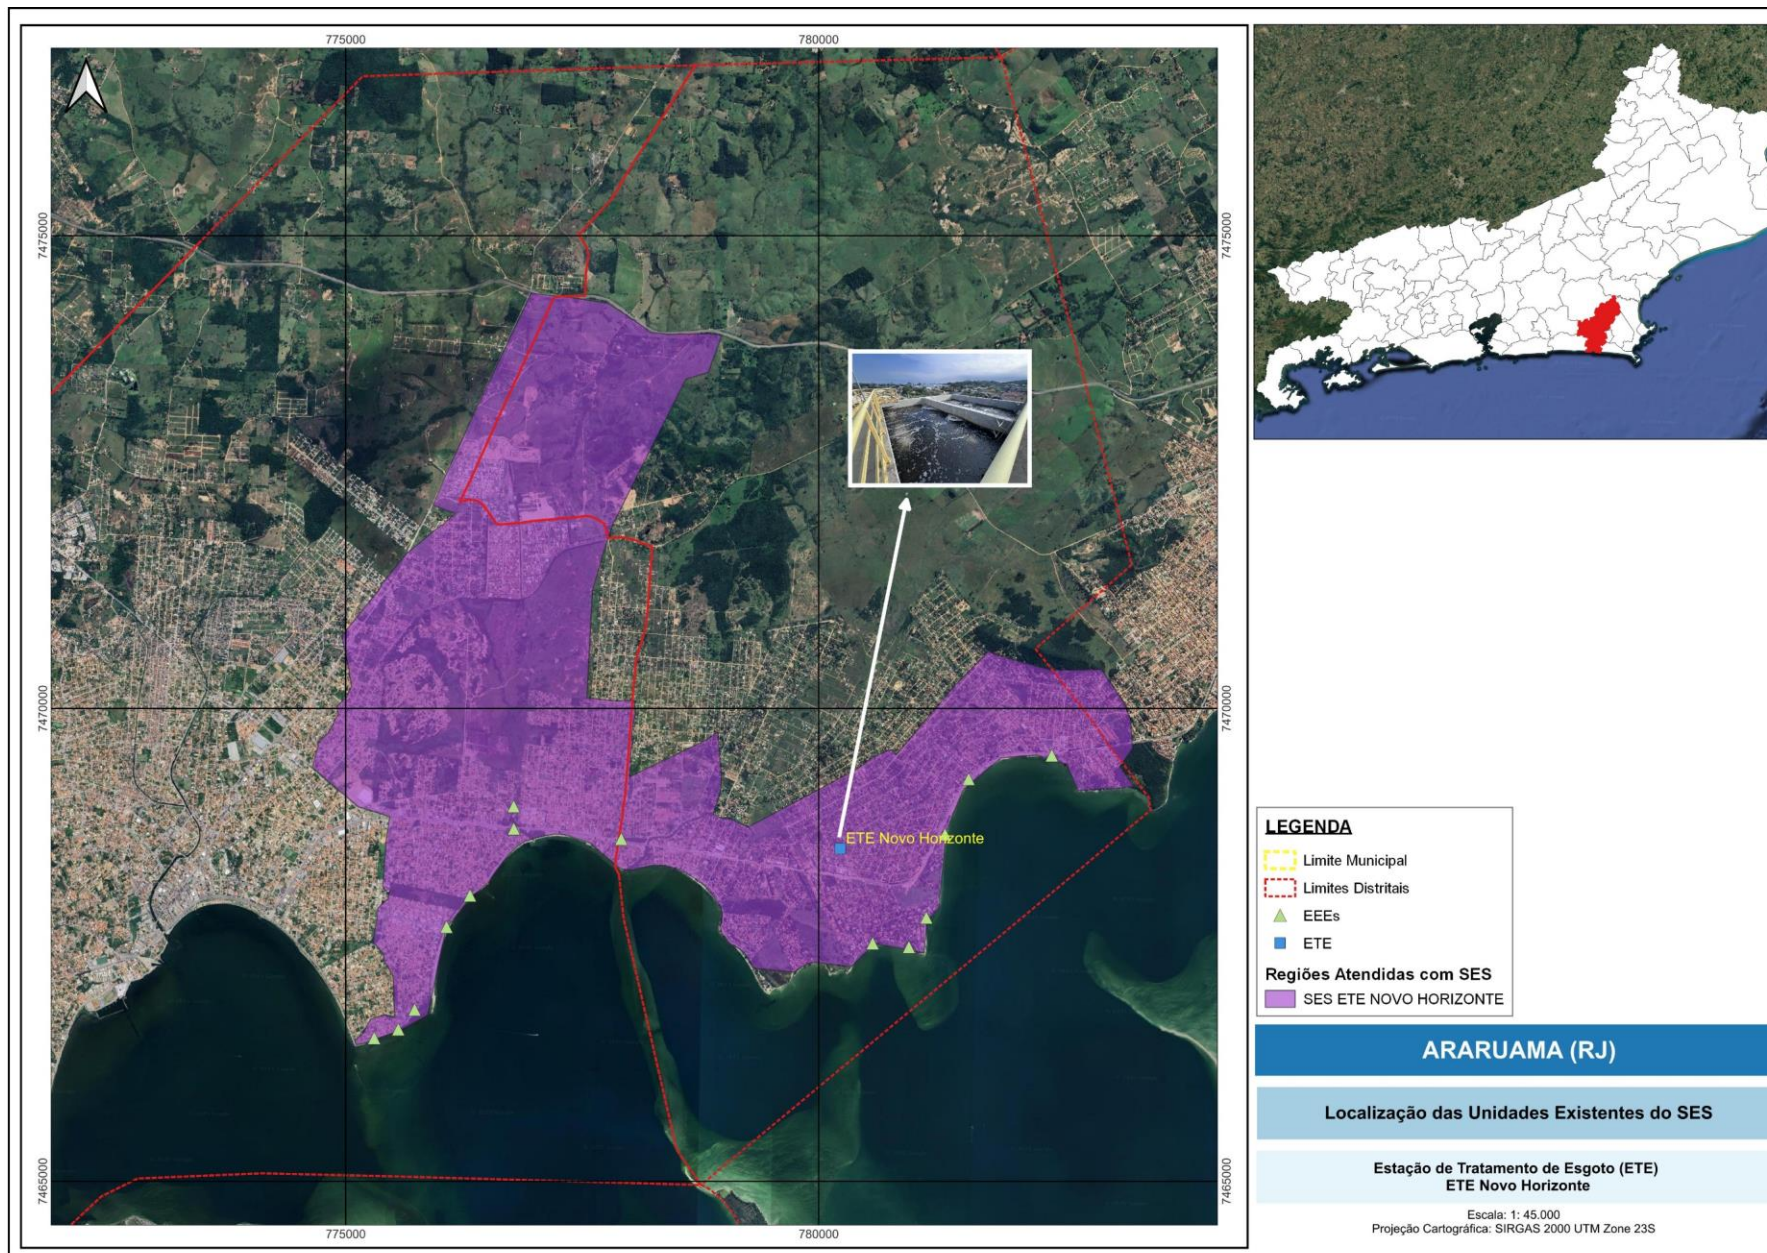 775000
780000
7475000
7475000
7470000
7470000
ETE Novo Horizonte
7465000
7465000
775000
780000
LEGENDA
Limite Municipal
Limites Distritais
EEEs
ETE
Regiões Atendidas com SES
SES ETE NOVO HORIZONTE
ARARUAMA (RJ)
Localização das Unidades Existentes do SES
Estação de Tratamento de Esgoto (ETE)
ETE Novo Horizonte
Escala: 1: 45.000
Projeção Cartográfica: SIRGAS 2000 UTM Zone 23S